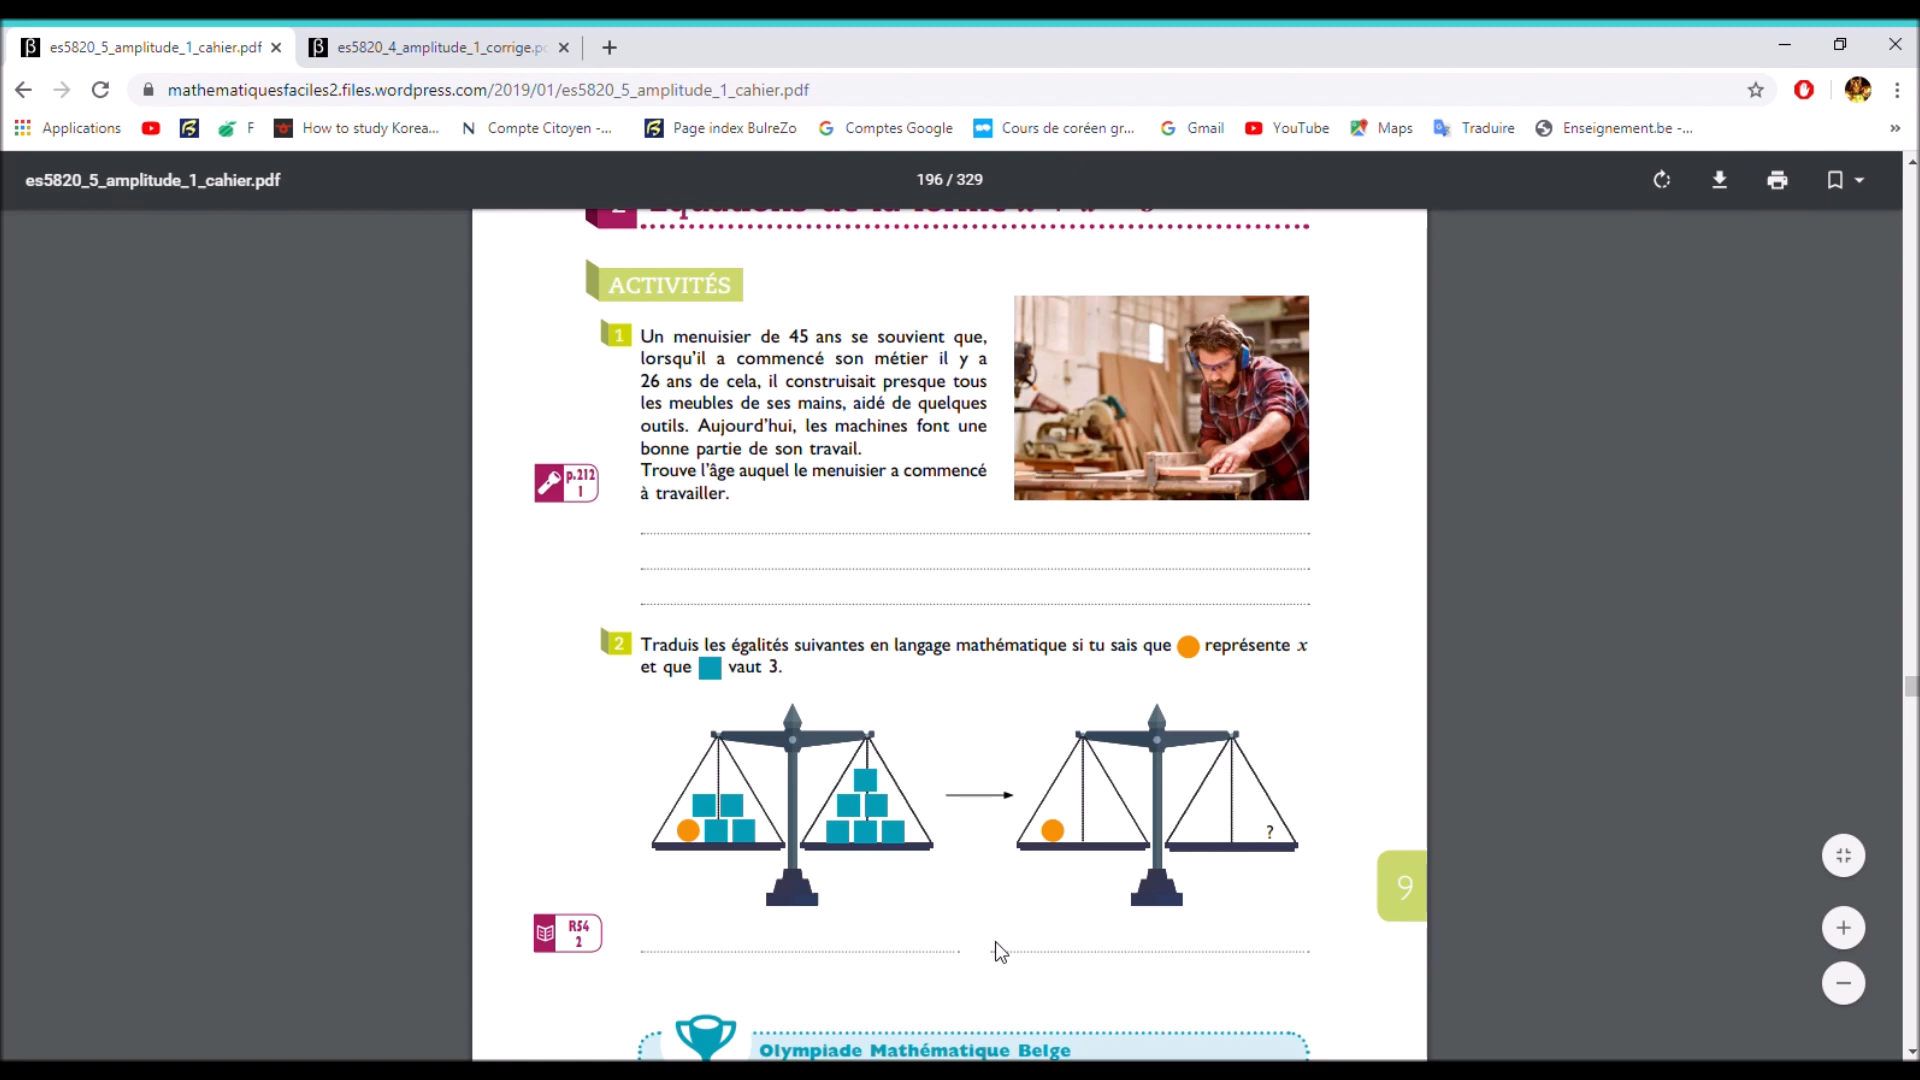 es5820_5_amplitude_1_cahier.pdf
es5820_4_amplitude_1_corrige.p
mathematiquesfaciles2.files.wordpress.com/2019/01/es5820_5_amplitude_1_cahier.pdf
Applications
F
How to study Korea...
N Compte Citoyen -...
Page index BulreZo
Comptes Google
Cours de coréen gr...
Gmail
YouTube
Maps
Traduire
Enseignement.be -...
»
es5820_5_amplitude_1_cahier.pdf
196 / 329
ACTIVITÉS
1 Un menuisier de 45 ans se souvient que,
lorsqu'il a commencé son métier il y a
26 ans de cela, il construisait presque tous
les meubles de ses mains, aidé de quelques
outils. Aujourd'hui, les machines font une
bonne partie de son travail.
Trouve l'âge auquel le menuisier a commencé
à travailler.
p.212
1
2 Traduis les égalités suivantes en langage mathématique si tu sais que représente x
et que vaut 3.
?
9
R54
2
Olympiade Mathématique Belge